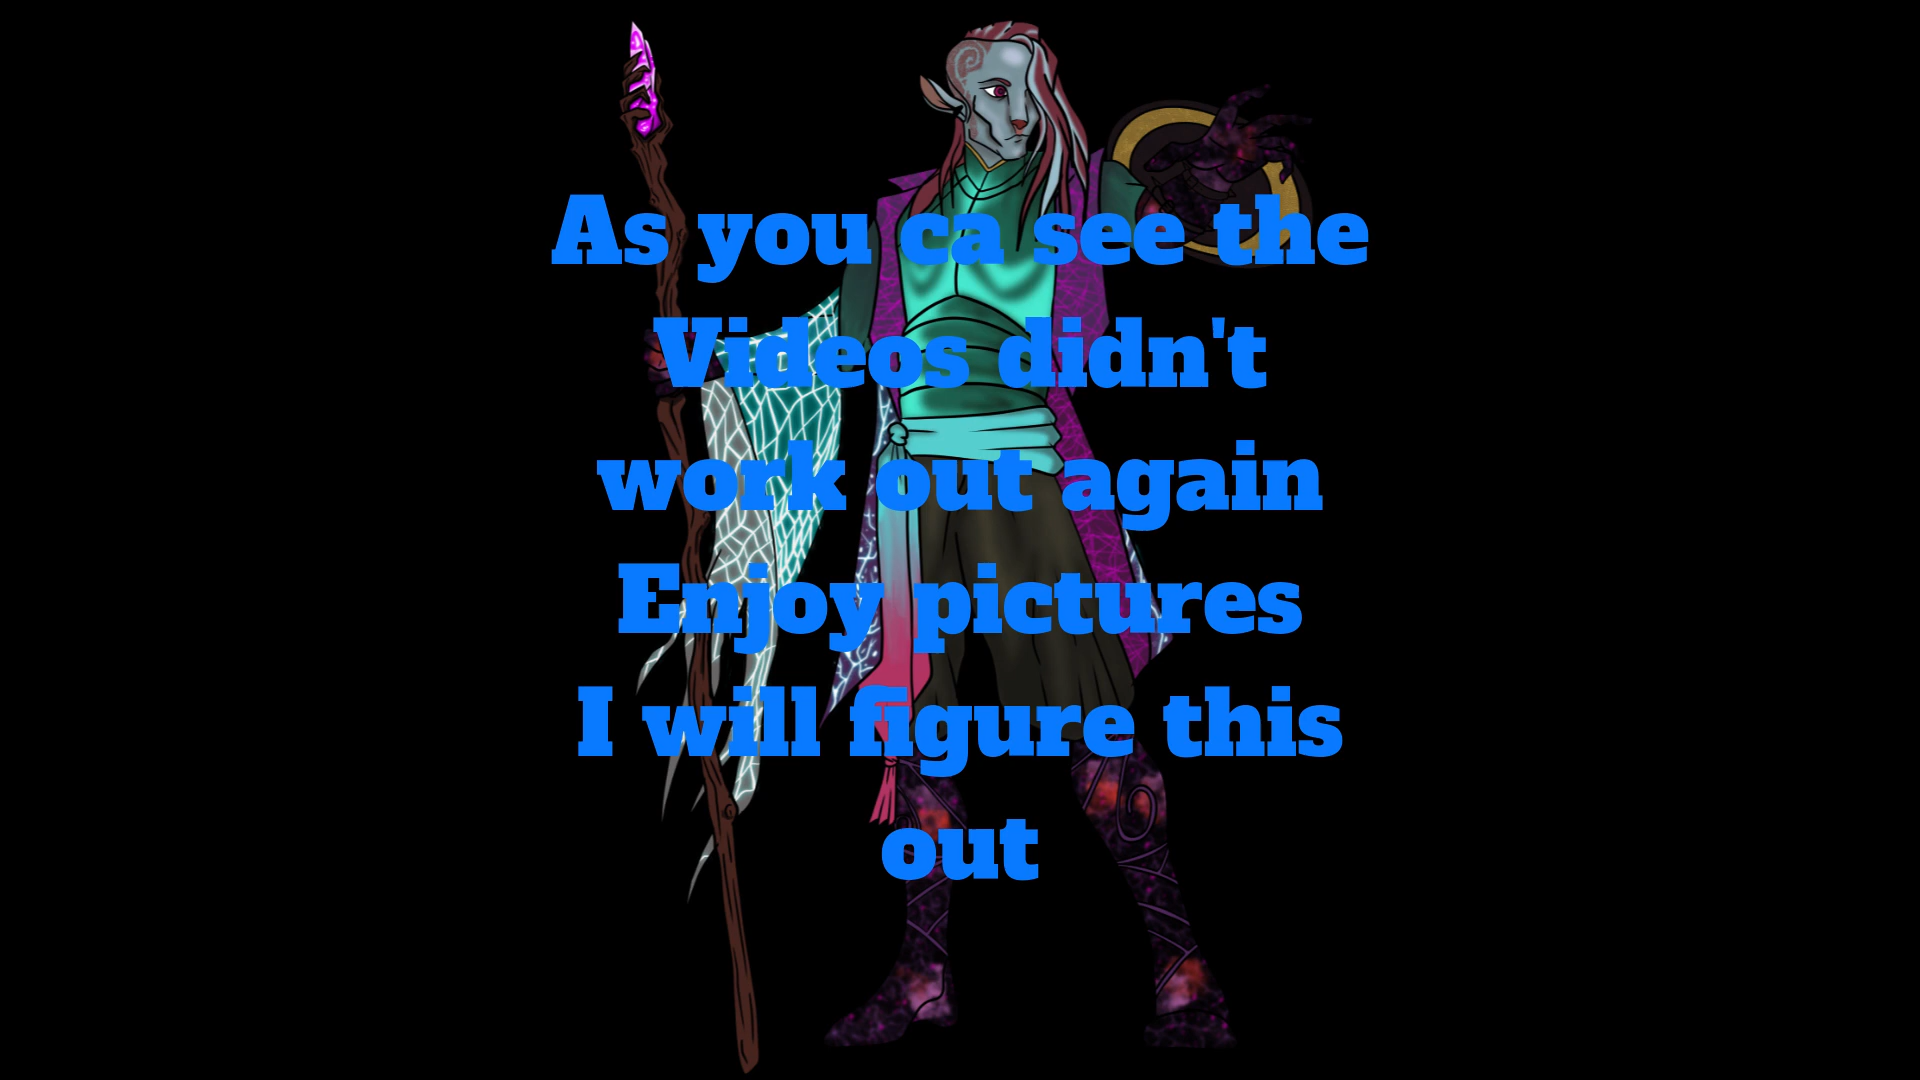 As you ca see the
Videos didn't
work out again
Enjoy pictures
I will figure this
out